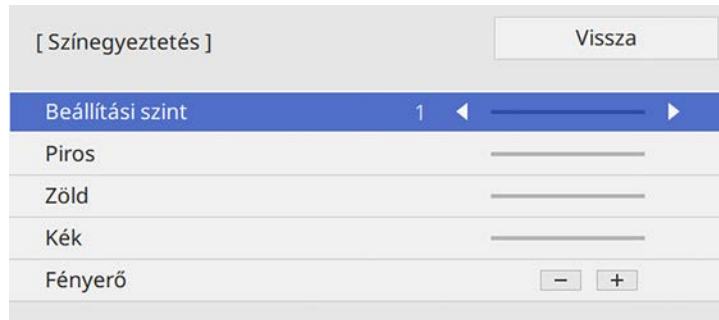 [ Színegyeztetés ]
Vissza
Beállítási szint 1
Piros
Zöld
Kék
Fényerő
− +